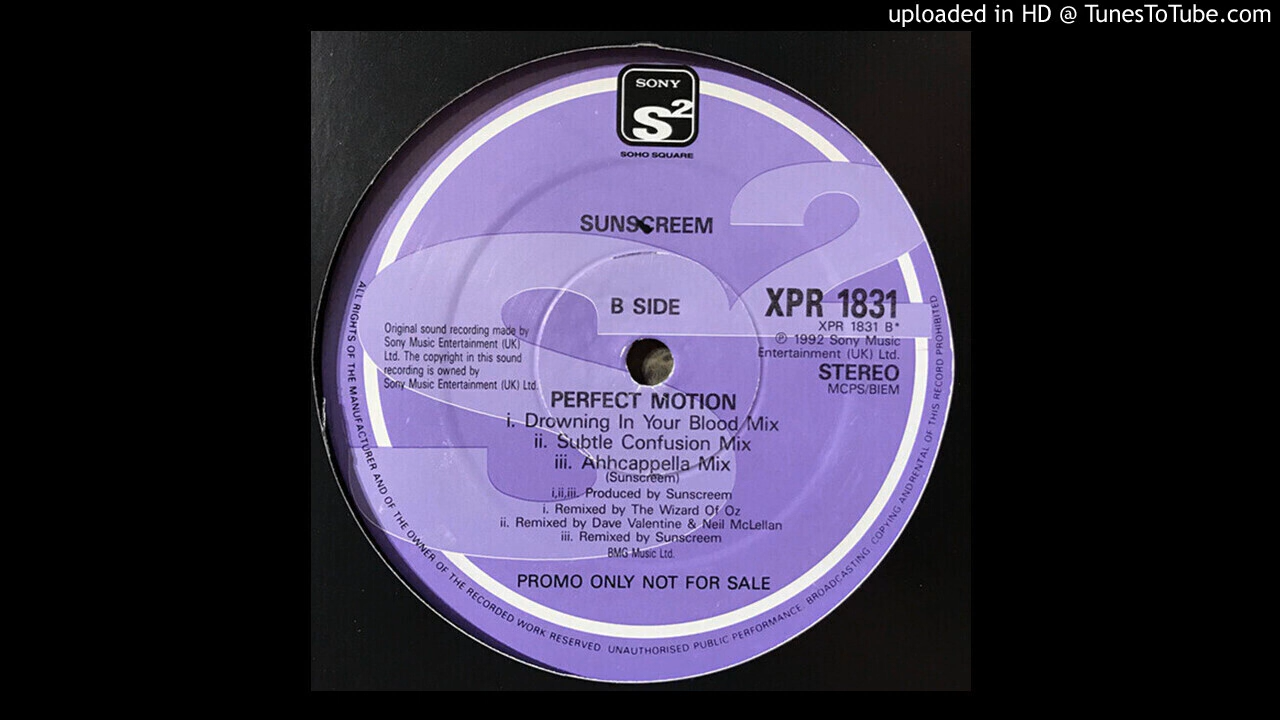 uploaded in HD @ TunesToTube.com
SONY
S2
SOHO SQUARE
SUNSCREEM
B SIDE
XPR 1831
XPR 1831 B*
℗ 1992 Sony Music
Entertainment (UK) Ltd.
STEREO
MCPS/BIEM
Original sound recording made by
Sony Music Entertainment (UK)
Ltd. The copyright in this sound
recording is owned by
Sony Music Entertainment (UK) Ltd.
PERFECT MOTION
i. Drowning In Your Blood Mix
ii. Subtle Confusion Mix
iii. Ahhcappella Mix
(Sunscreem)
i,ii,iii. Produced by Sunscreem
i. Remixed by The Wizard Of Oz
ii. Remixed by Dave Valentine & Neil McLellan
iii. Remixed by Sunscreem
BMG Music Ltd.
PROMO ONLY NOT FOR SALE
ALL RIGHTS OF THE MANUFACTURER AND OF THE OWNER OF THE RECORDED WORK RESERVED. UNAUTHORISED PUBLIC PERFORMANCE. BROADCASTING. COPYING AND RENTAL OF THIS RECORD PROHIBITED
S2